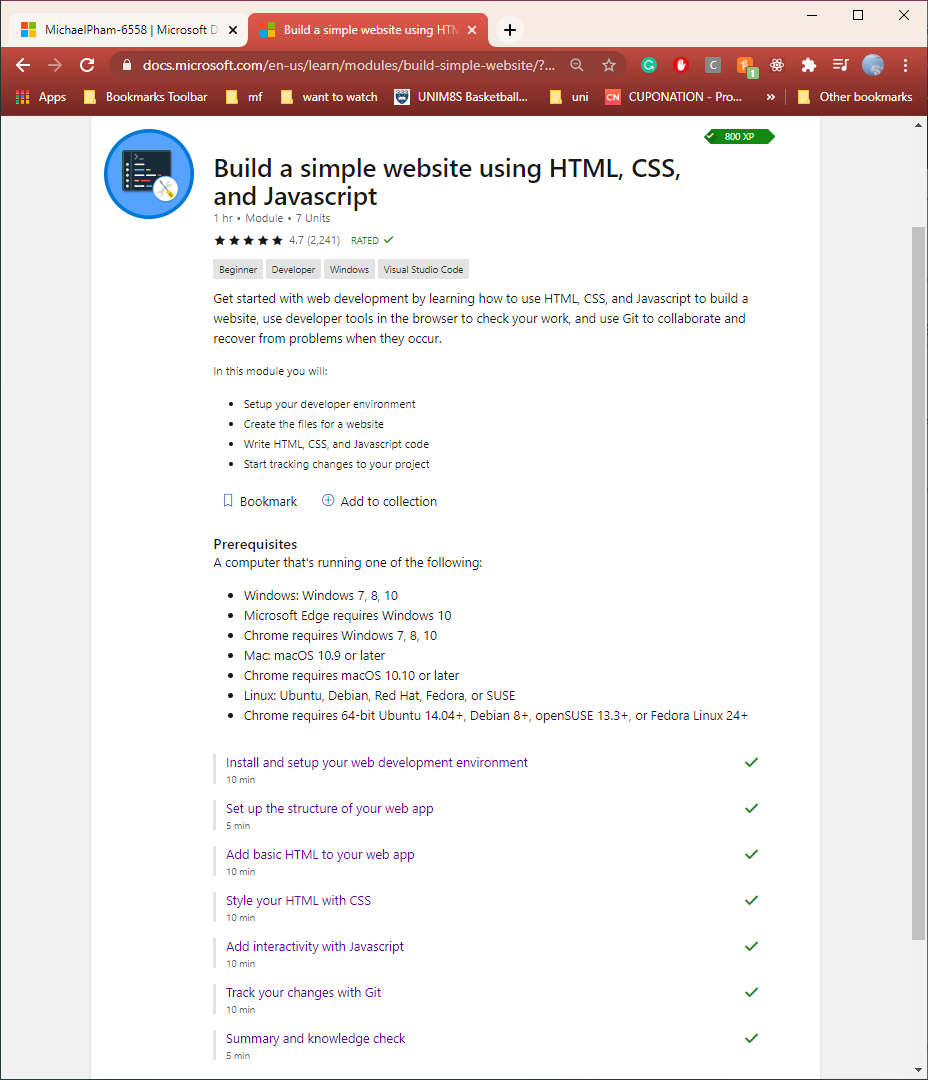 MichaelPham-6558 | Microsoft D
Build a simple website using HTM
docs.microsoft.com/en-us/learn/modules/build-simple-website/?...
1
Apps
Bookmarks Toolbar
mf
want to watch
UNIM8S Basketball...
uni
CN
CUPONATION - Pro...
»
Other bookmarks
800 XP
Build a simple website using HTML, CSS,
and Javascript
1 hr • Module • 7 Units
4.7 (2,241) RATED
Beginner Developer Windows Visual Studio Code
Get started with web development by learning how to use HTML, CSS, and Javascript to build a
website, use developer tools in the browser to check your work, and use Git to collaborate and
recover from problems when they occur.
In this module you will:
• Setup your developer environment
• Create the files for a website
• Write HTML, CSS, and Javascript code
• Start tracking changes to your project
Bookmark Add to collection
Prerequisites
A computer that's running one of the following:
• Windows: Windows 7, 8, 10
• Microsoft Edge requires Windows 10
• Chrome requires Windows 7, 8, 10
• Mac: macOS 10.9 or later
• Chrome requires macOS 10.10 or later
• Linux: Ubuntu, Debian, Red Hat, Fedora, or SUSE
• Chrome requires 64-bit Ubuntu 14.04+, Debian 8+, openSUSE 13.3+, or Fedora Linux 24+
Install and setup your web development environment
10 min
Set up the structure of your web app
5 min
Add basic HTML to your web app
10 min
Style your HTML with CSS
10 min
Add interactivity with Javascript
10 min
Track your changes with Git
10 min
Summary and knowledge check
5 min